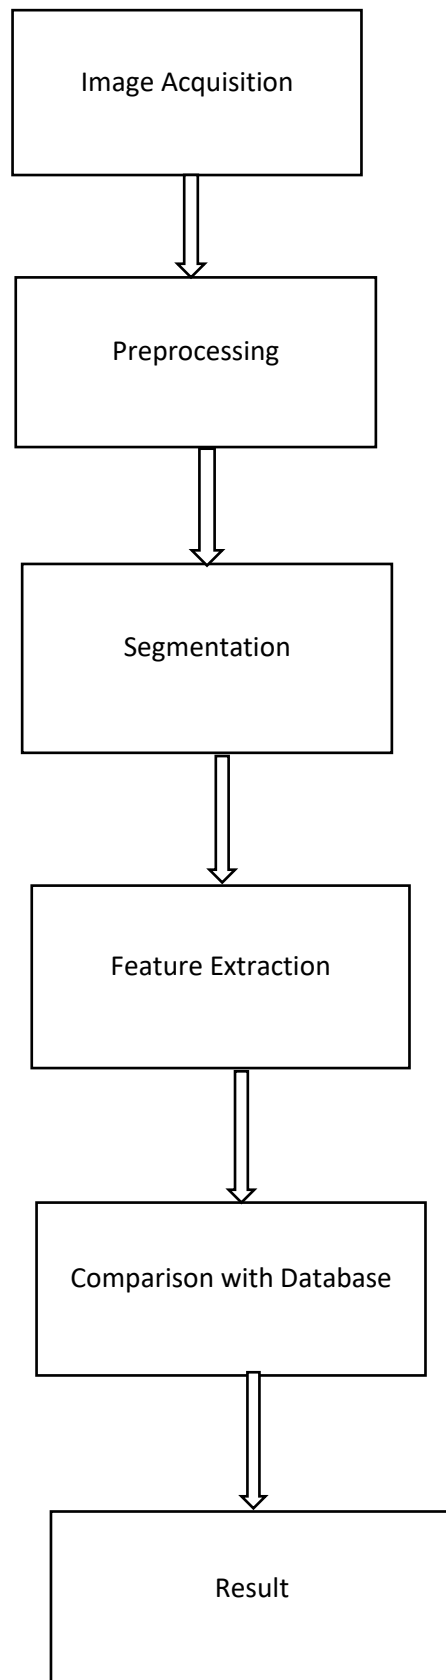 Image Acquisition
Preprocessing
Segmentation
Feature Extraction
Comparison with Database
Result